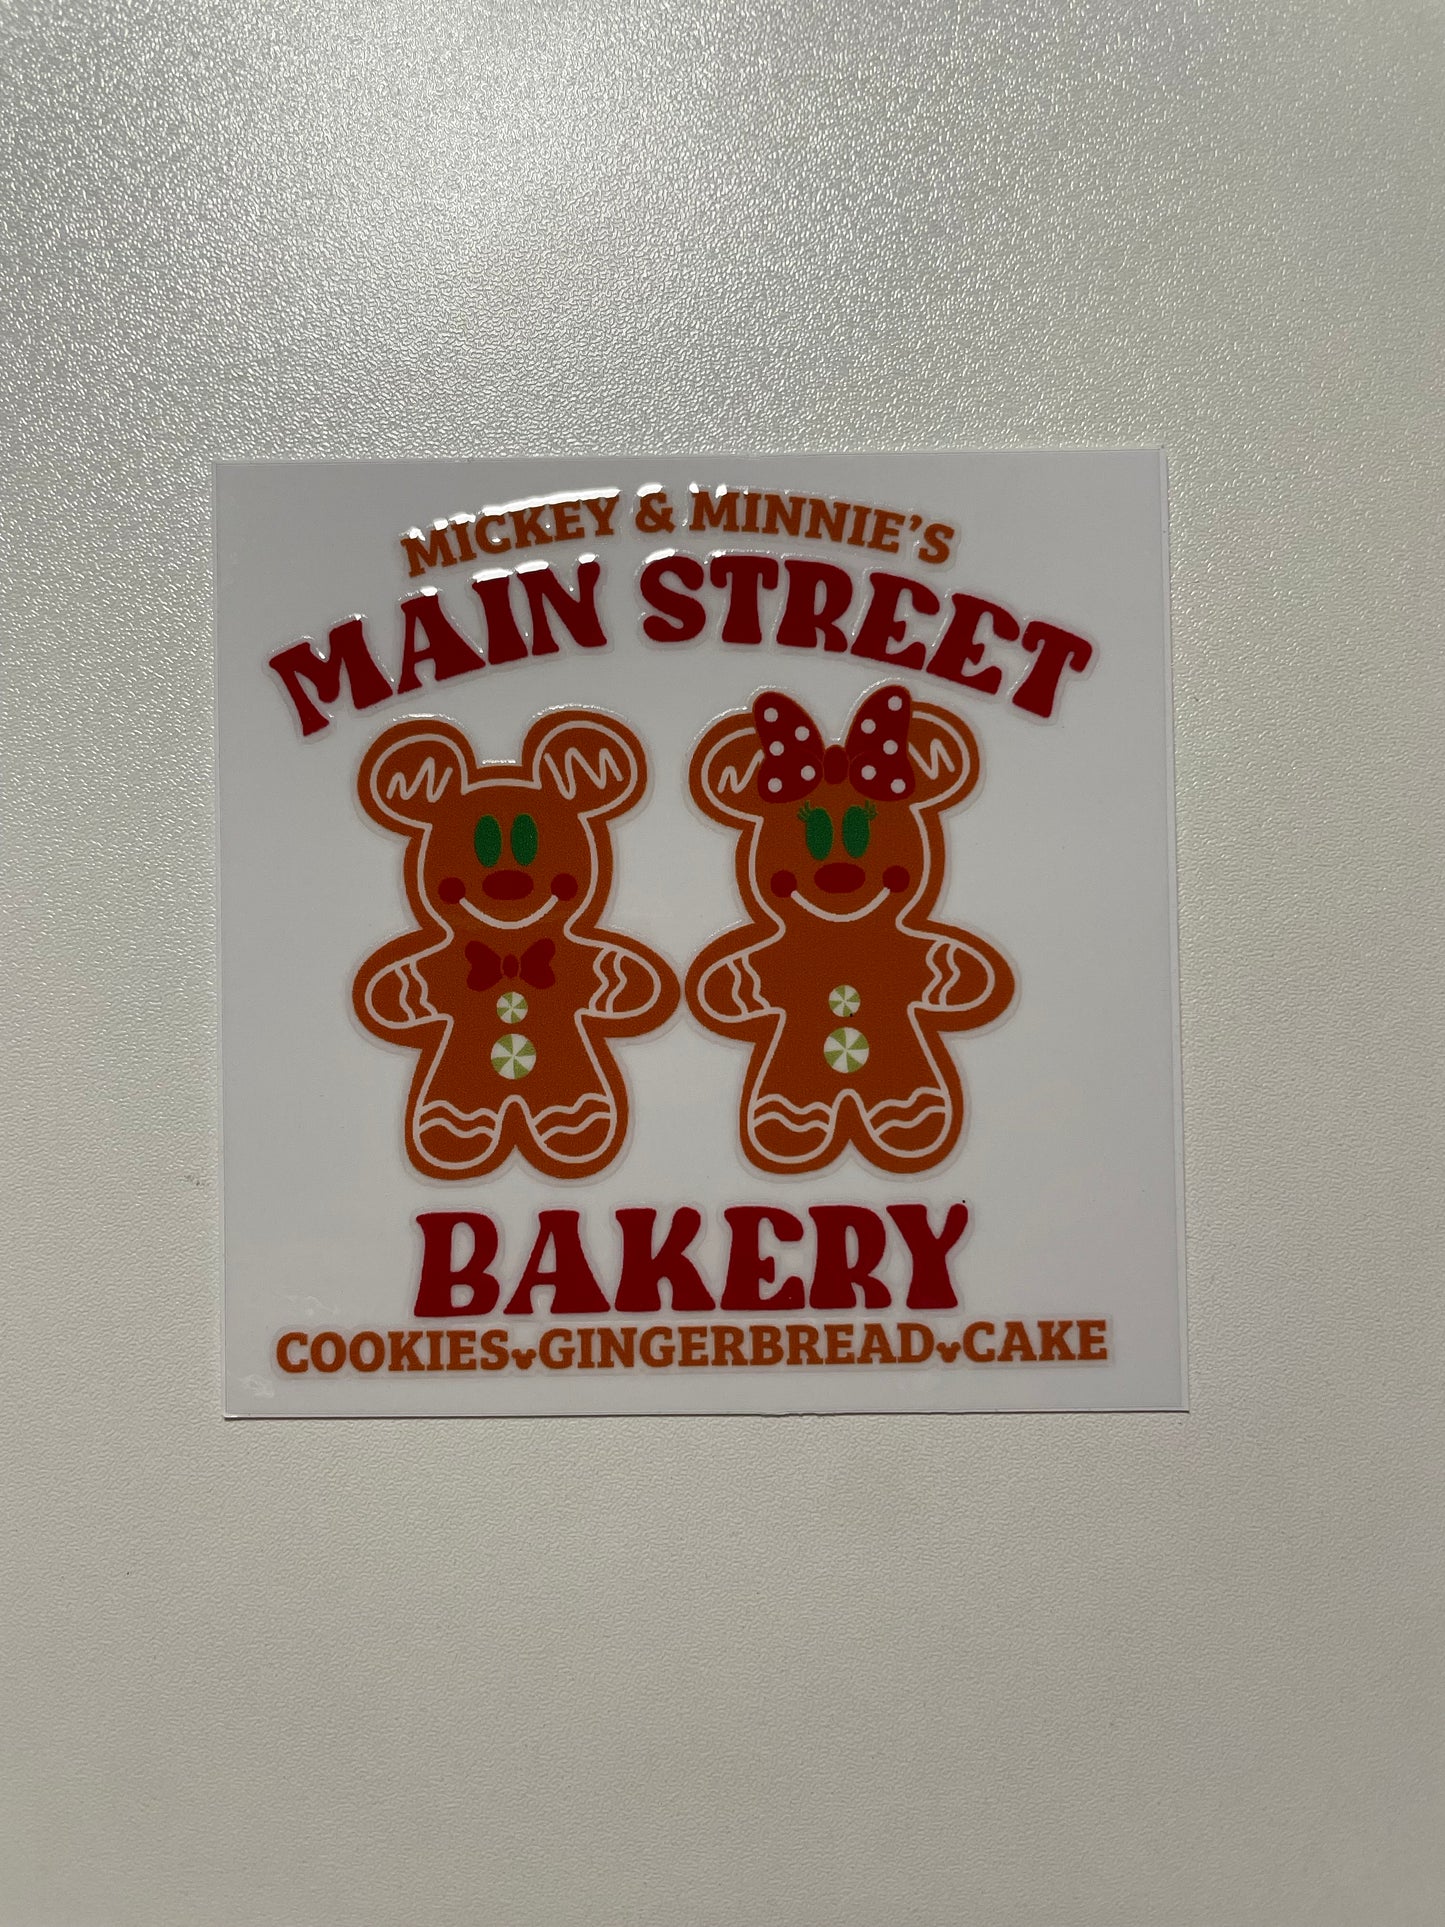 MICKEY & MINNIE'S
MAIN STREET
BAKERY
COOKIES GINGERBREAD CAKE